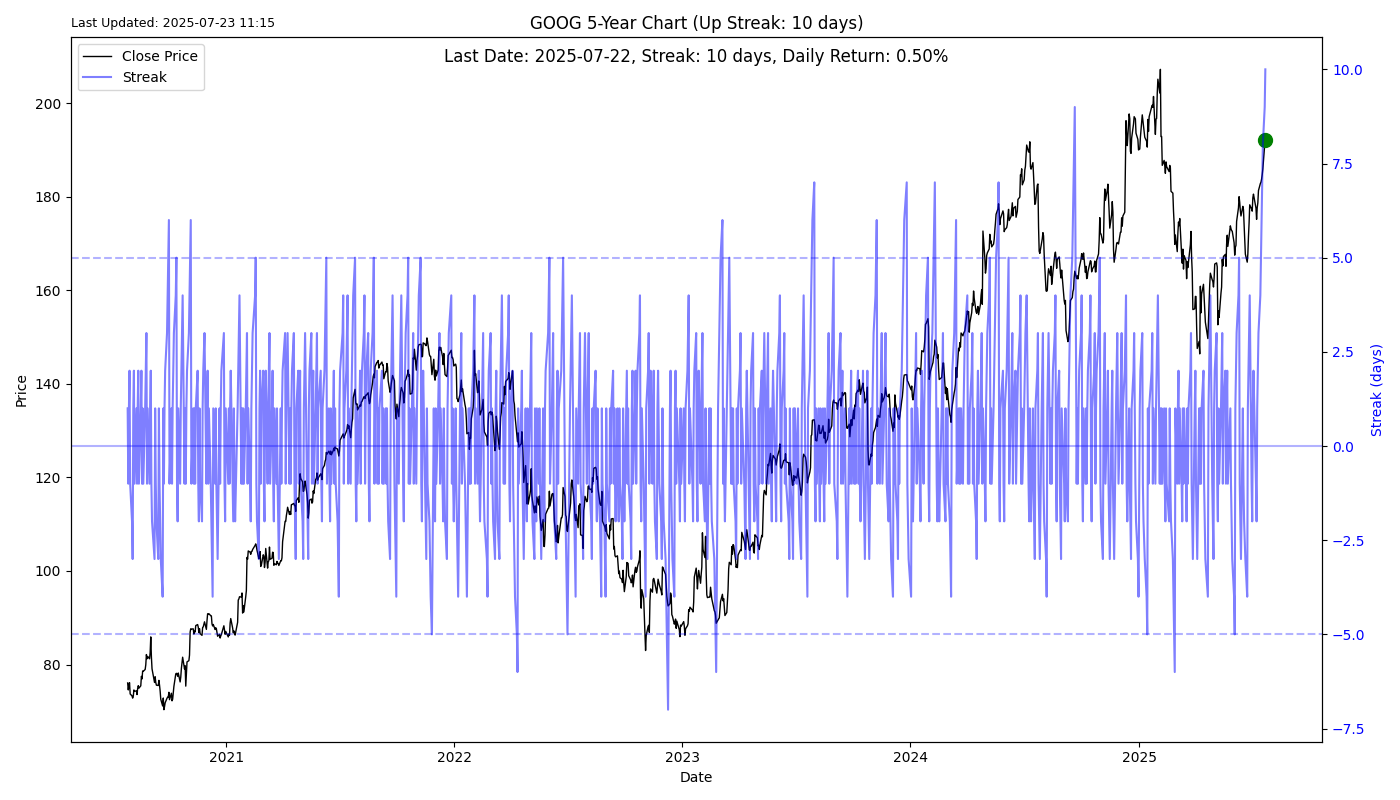 Last Updated: 2025-07-23 11:15
GOOG 5-Year Chart (Up Streak: 10 days)
Last Date: 2025-07-22, Streak: 10 days, Daily Return: 0.50%
Close Price
Streak
Price
200
180
160
140
120
100
80
10.0
7.5
5.0
2.5
0.0
−2.5
−5.0
−7.5
Streak (days)
2021
2022
2023
2024
2025
Date